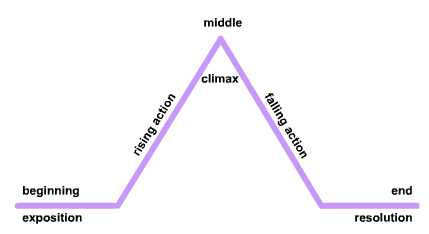 middle
climax
rising action
falling action
beginning
end
exposition
resolution